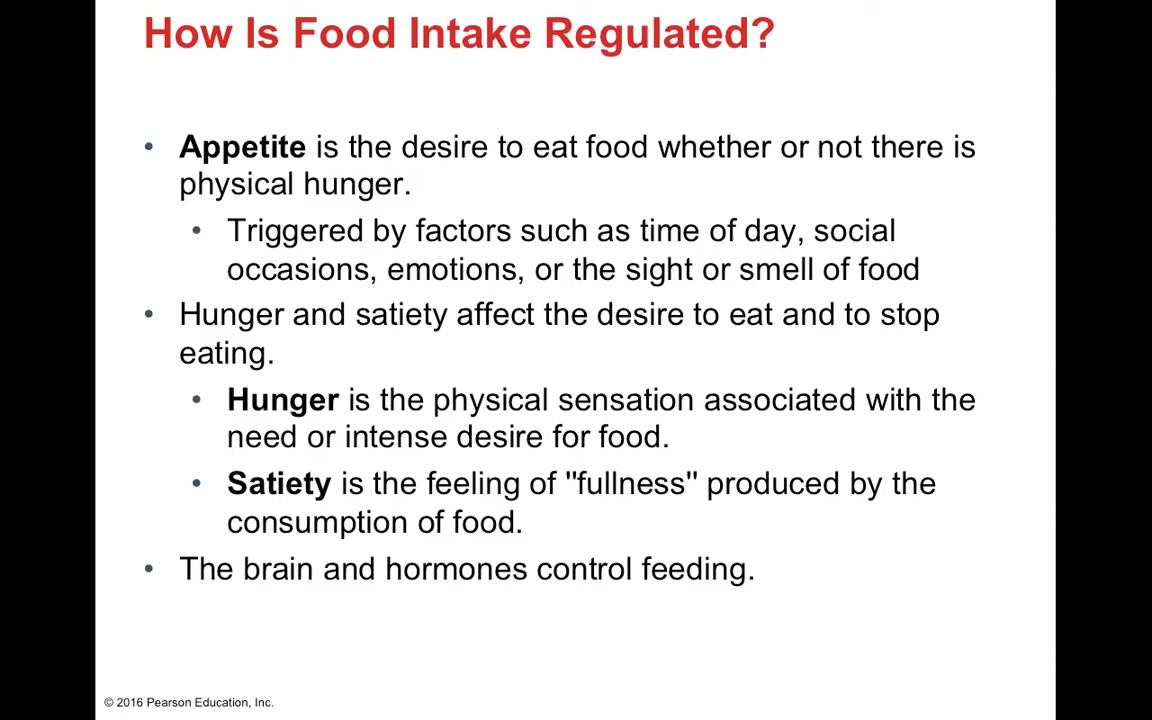 How Is Food Intake Regulated?
• Appetite is the desire to eat food whether or not there is
physical hunger.
• Triggered by factors such as time of day, social
occasions, emotions, or the sight or smell of food
• Hunger and satiety affect the desire to eat and to stop
eating.
• Hunger is the physical sensation associated with the
need or intense desire for food.
• Satiety is the feeling of "fullness" produced by the
consumption of food.
• The brain and hormones control feeding.
© 2016 Pearson Education, Inc.